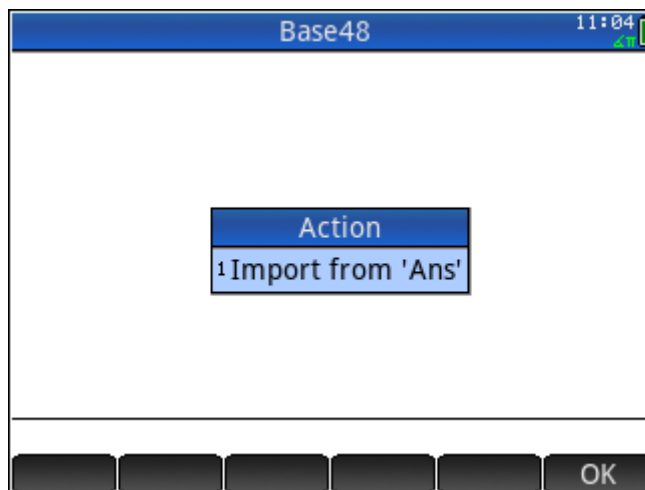 Base48
11:04
∡π
Action
1 Import from 'Ans'
OK